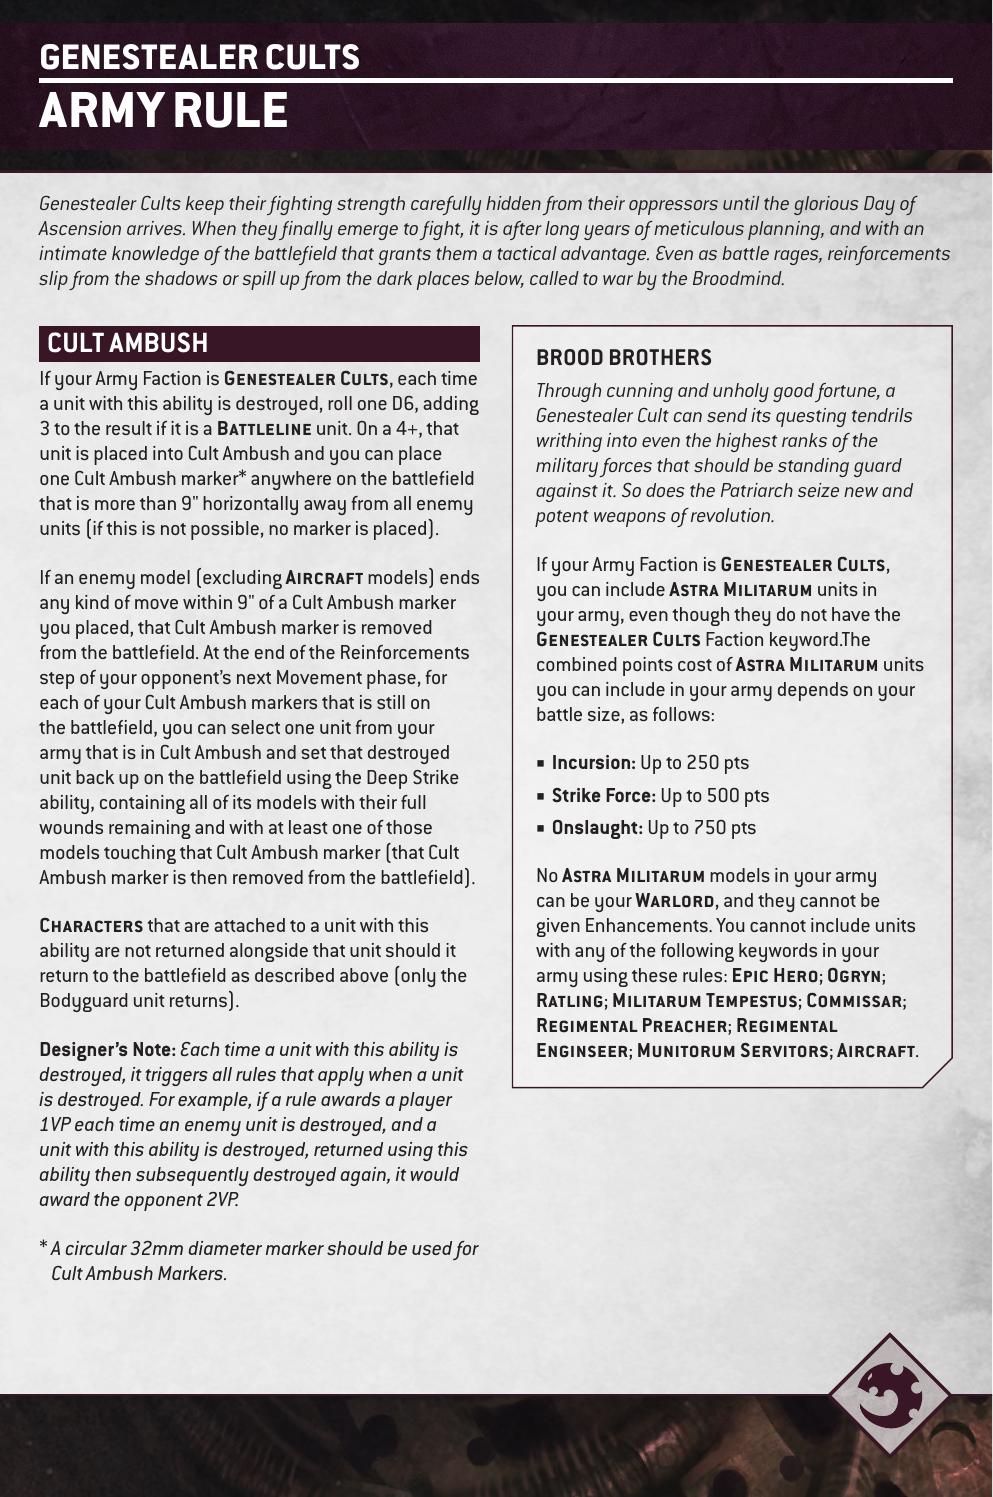 GENESTEALER CULTS
ARMY RULE
Genestealer Cults keep their fighting strength carefully hidden from their oppressors until the glorious Day of
Ascension arrives. When they finally emerge to fight, it is after long years of meticulous planning, and with an
intimate knowledge of the battlefield that grants them a tactical advantage. Even as battle rages, reinforcements
slip from the shadows or spill up from the dark places below, called to war by the Broodmind.
CULT AMBUSH
If your Army Faction is GENESTEALER CULTS, each time
a unit with this ability is destroyed, roll one D6, adding
3 to the result if it is a BATTLELINE unit. On a 4+, that
unit is placed into Cult Ambush and you can place
one Cult Ambush marker* anywhere on the battlefield
that is more than 9" horizontally away from all enemy
units (if this is not possible, no marker is placed).
If an enemy model (excluding AIRCRAFT models) ends
any kind of move within 9" of a Cult Ambush marker
you placed, that Cult Ambush marker is removed
from the battlefield. At the end of the Reinforcements
step of your opponent's next Movement phase, for
each of your Cult Ambush markers that is still on
the battlefield, you can select one unit from your
army that is in Cult Ambush and set that destroyed
unit back up on the battlefield using the Deep Strike
ability, containing all of its models with their full
wounds remaining and with at least one of those
models touching that Cult Ambush marker (that Cult
Ambush marker is then removed from the battlefield).
CHARACTERS that are attached to a unit with this
ability are not returned alongside that unit should it
return to the battlefield as described above (only the
Bodyguard unit returns).
Designer's Note: Each time a unit with this ability is
destroyed, it triggers all rules that apply when a unit
is destroyed. For example, if a rule awards a player
1VP each time an enemy unit is destroyed, and a
unit with this ability is destroyed, returned using this
ability then subsequently destroyed again, it would
award the opponent 2VP.
* A circular 32mm diameter marker should be used for
Cult Ambush Markers.
BROOD BROTHERS
Through cunning and unholy good fortune, a
Genestealer Cult can send its questing tendrils
writhing into even the highest ranks of the
military forces that should be standing guard
against it. So does the Patriarch seize new and
potent weapons of revolution.
If your Army Faction is GENESTEALER CULTS,
you can include ASTRA MILITARUM units in
your army, even though they do not have the
GENESTEALER CULTS Faction keyword.The
combined points cost of ASTRA MILITARUM units
you can include in your army depends on your
battle size, as follows:
▪ Incursion: Up to 250 pts
▪ Strike Force: Up to 500 pts
▪ Onslaught: Up to 750 pts
No ASTRA MILITARUM models in your army
can be your WARLORD, and they cannot be
given Enhancements. You cannot include units
with any of the following keywords in your
army using these rules: EPIC HERO; OGRYN;
RATLING; MILITARUM TEMPESTUS; COMMISSAR;
REGIMENTAL PREACHER; REGIMENTAL
ENGINSEER; MUNITORUM SERVITORS; AIRCRAFT.